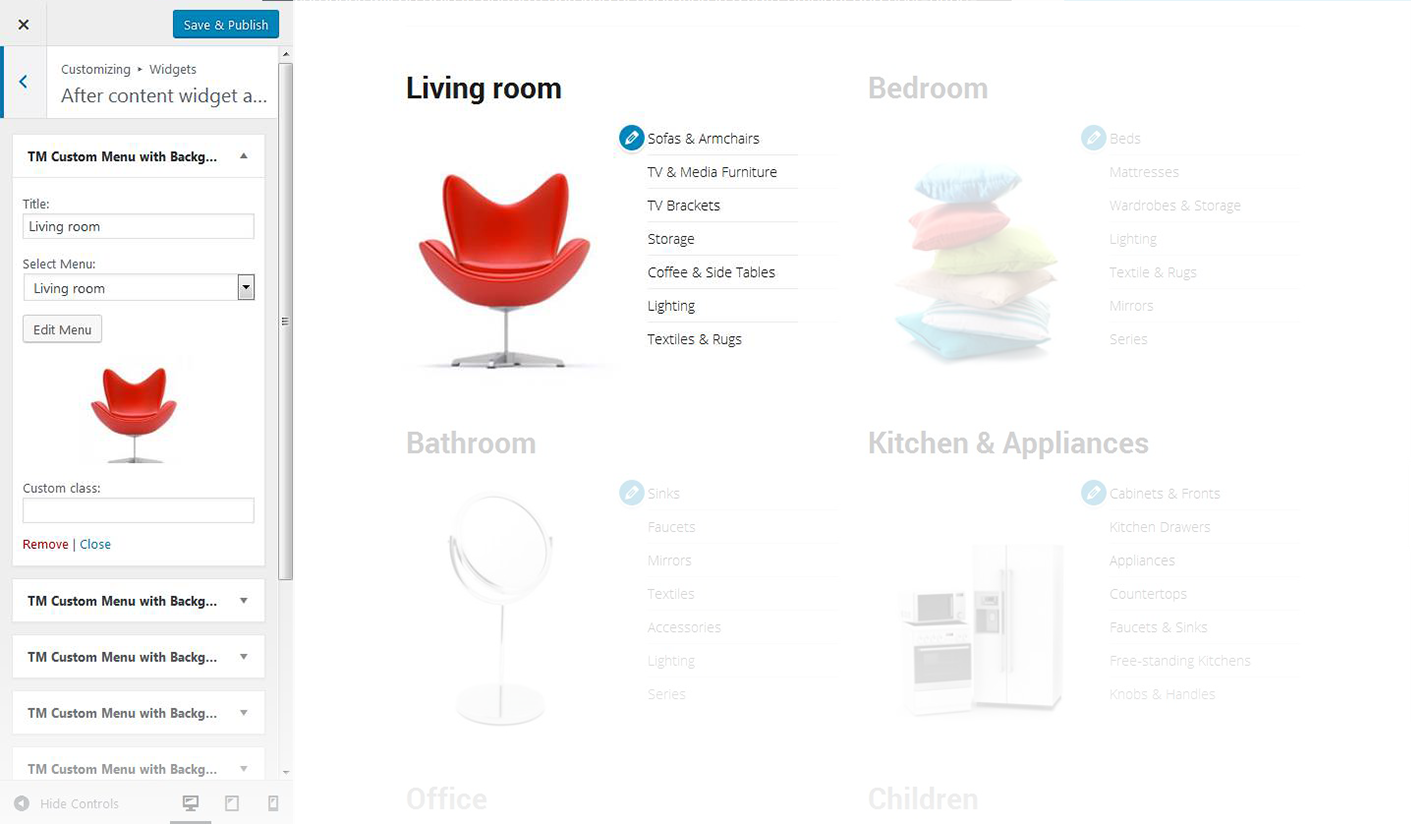 Save & Publish
Customizing ▸ Widgets
After content widget a...
TM Custom Menu with Backg...
Title:
Living room
Select Menu:
Living room
Edit Menu
Custom class:
Remove | Close
TM Custom Menu with Backg...
TM Custom Menu with Backg...
TM Custom Menu with Backg...
TM Custom Menu with Backg...
Hide Controls
Living room
Sofas & Armchairs
TV & Media Furniture
TV Brackets
Storage
Coffee & Side Tables
Lighting
Textiles & Rugs
Bedroom
Beds
Mattresses
Wardrobes & Storage
Lighting
Textile & Rugs
Mirrors
Series
Bathroom
Sinks
Faucets
Mirrors
Textiles
Accessories
Lighting
Series
Kitchen & Appliances
Cabinets & Fronts
Kitchen Drawers
Appliances
Countertops
Faucets & Sinks
Free-standing Kitchens
Knobs & Handles
Office
Children